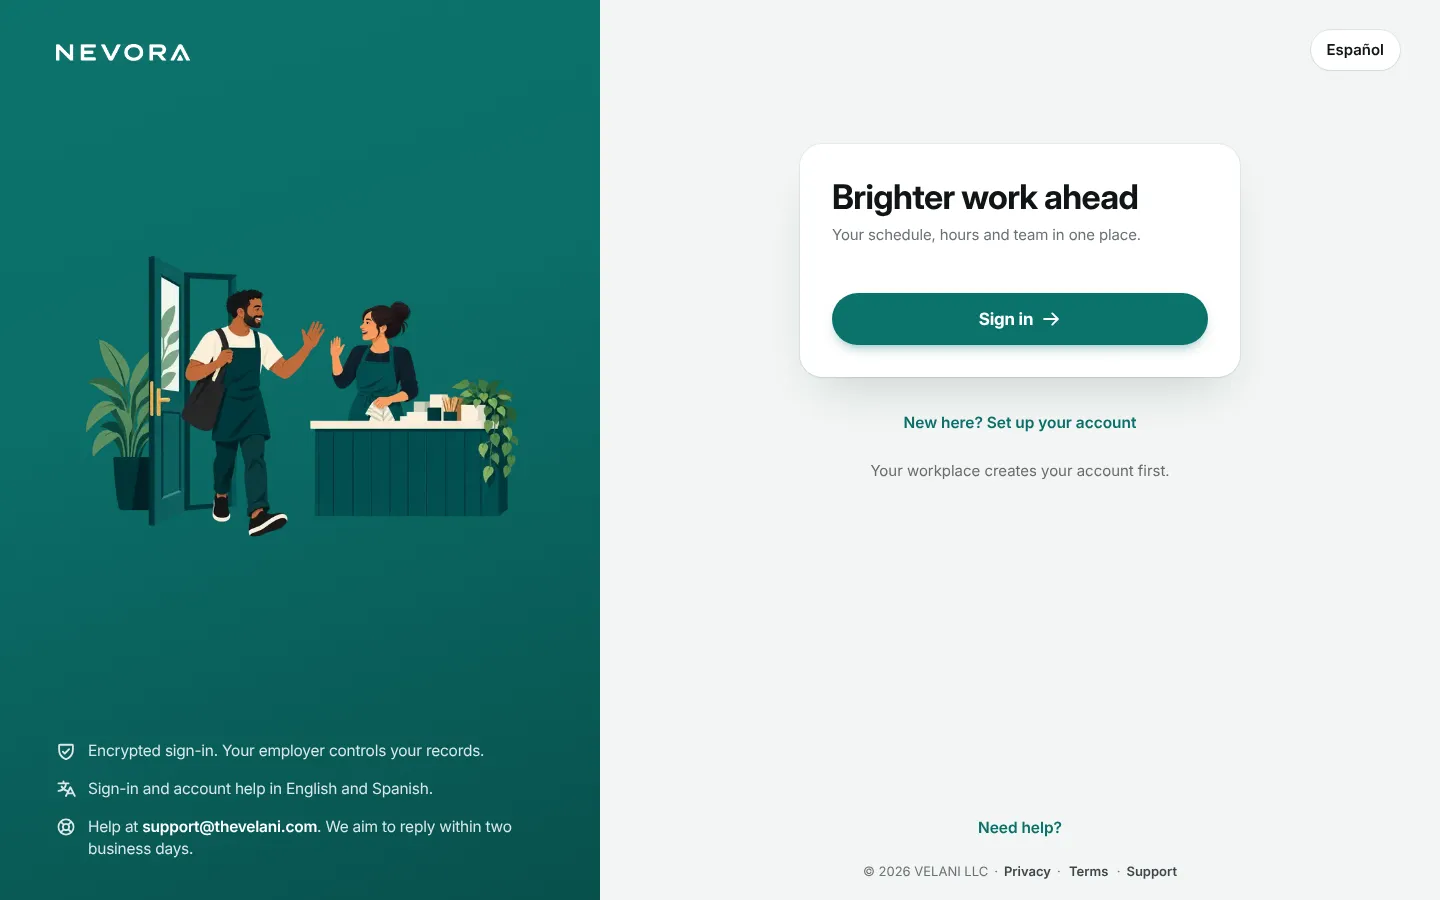 NEVORA
Español
Brighter work ahead
Your schedule, hours and team in one place.
Sign in
New here? Set up your account
Your workplace creates your account first.
Encrypted sign-in. Your employer controls your records.
Sign-in and account help in English and Spanish.
Help at support@thevelani.com. We aim to reply within two
business days.
Need help?
© 2026 VELANI LLC · Privacy · Terms · Support